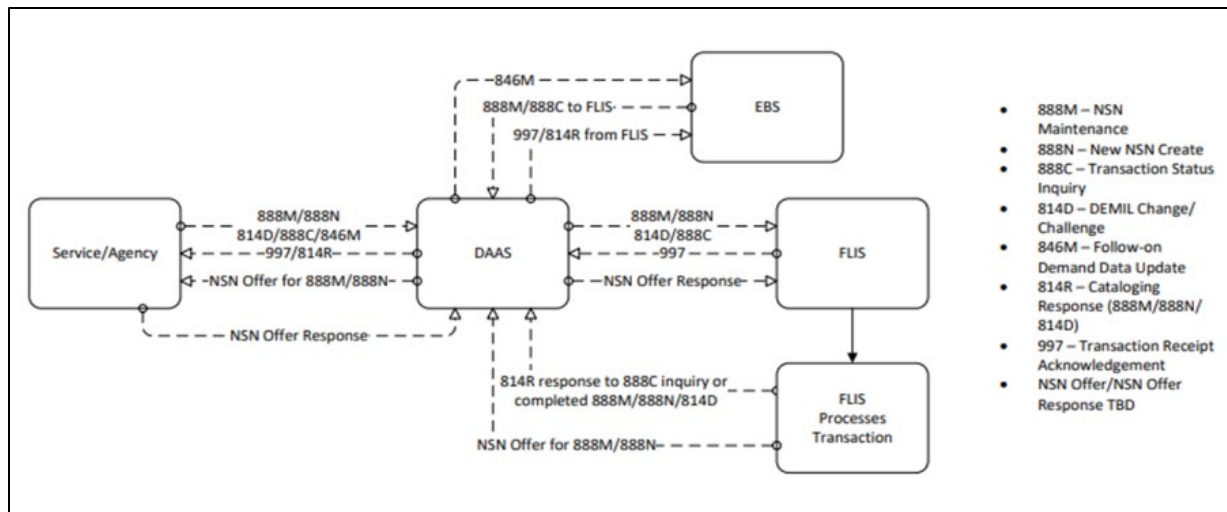 846M
888M/888C to FLIS
997/814R from FLIS
EBS
Service/Agency
888M/888N
814D/888C/846M
997/814R
NSN Offer for 888M/888N
NSN Offer Response
DAAS
888M/888N
814D/888C
997
NSN Offer Response
FLIS
814R response to 888C inquiry or
completed 888M/888N/814D
NSN Offer for 888M/888N
FLIS
Processes
Transaction
• 888M – NSN
Maintenance
• 888N – New NSN Create
• 888C – Transaction Status
Inquiry
• 814D – DEMIL Change/
Challenge
• 846M – Follow-on
Demand Data Update
• 814R – Cataloging
Response (888M/888N/
814D)
• 997 – Transaction Receipt
Acknowledgement
• NSN Offer/NSN Offer
Response TBD